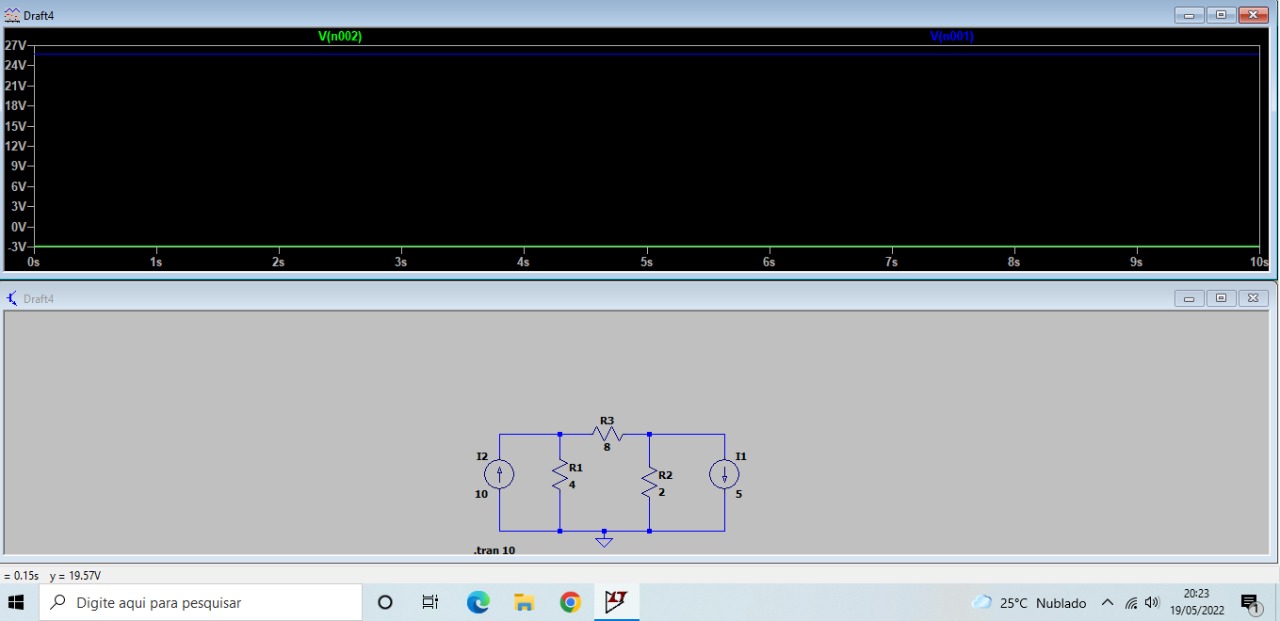 Draft4
V(n002) V(n001)
27V
24V
21V
18V
15V
12V
9V
6V
3V
0V
-3V
0s 1s 2s 3s 4s 5s 6s 7s 8s 9s 10s
Draft4
R3
8
I2
10
R1
4
R2
2
I1
5
.tran 10
= 0.15s y = 19.57V
Digite aqui para pesquisar
LT
25°C Nublado
20:23
19/05/2022
1